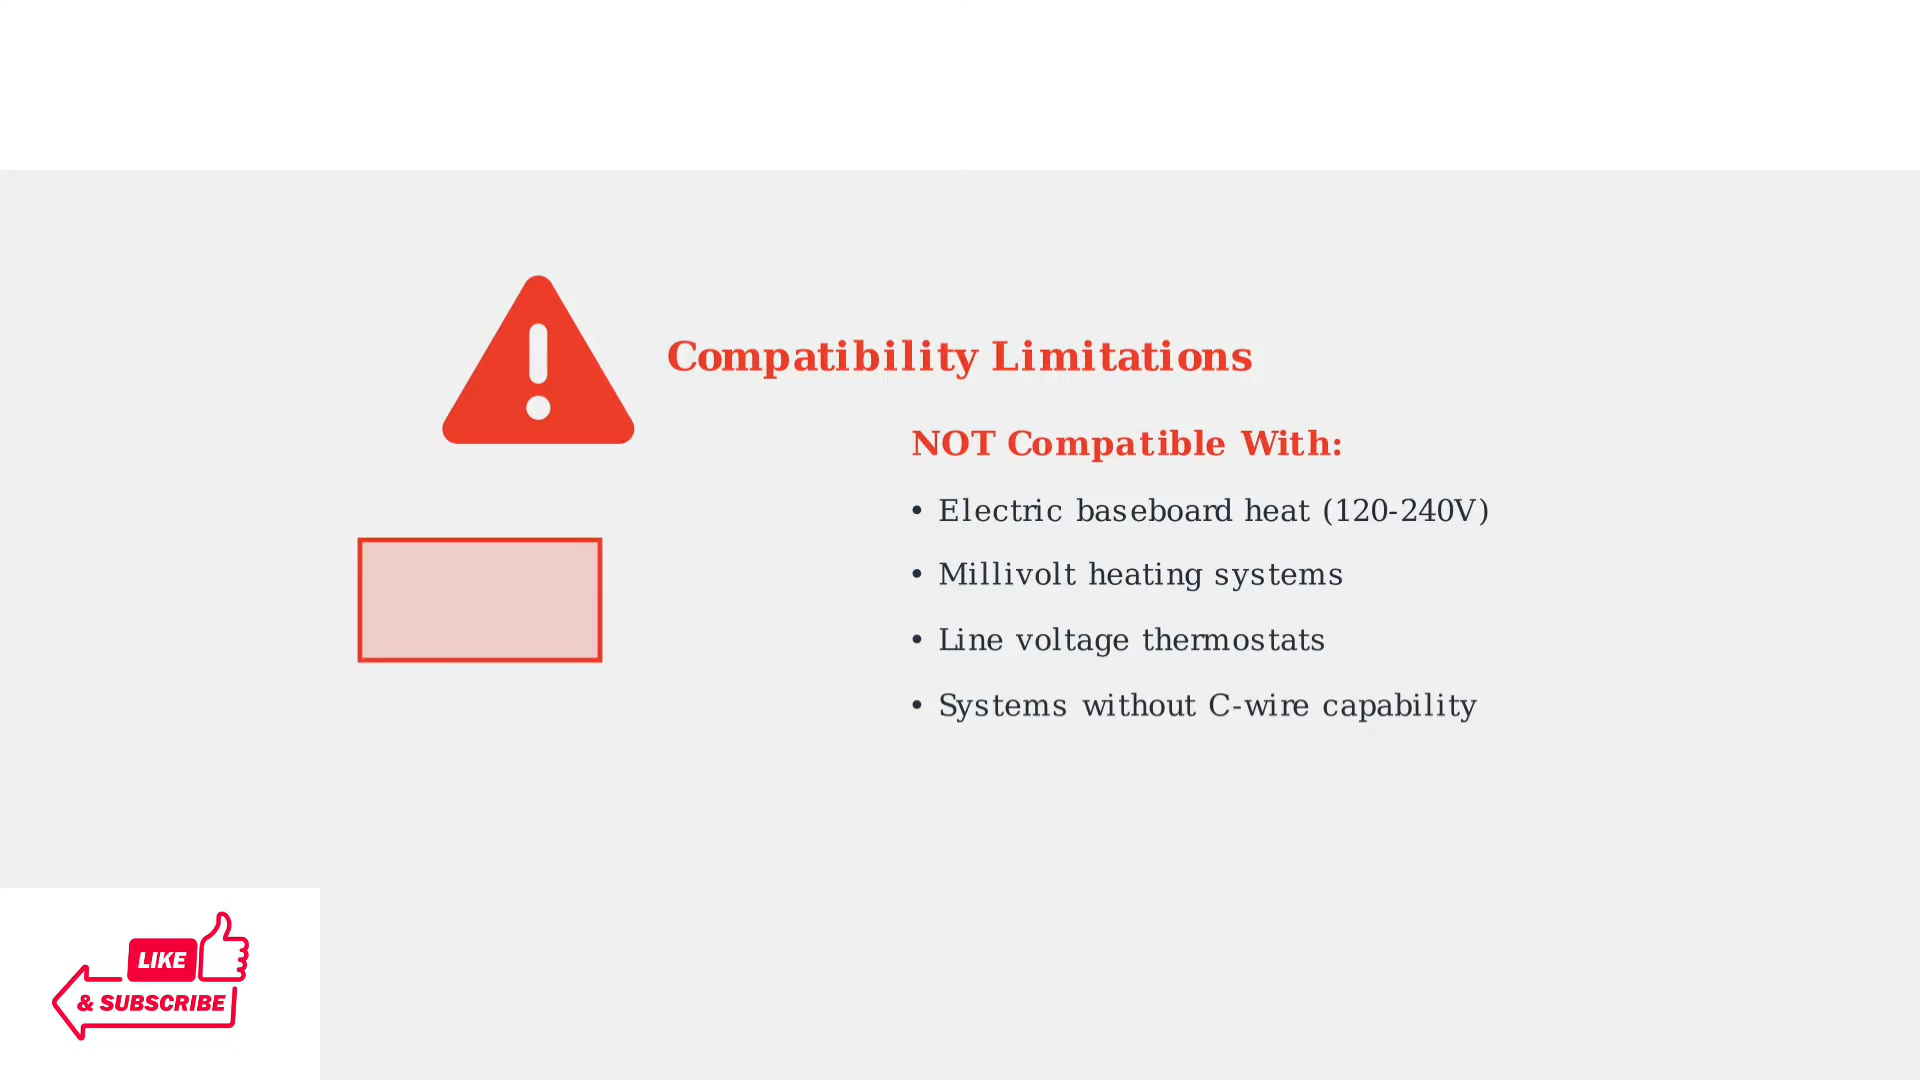 Compatibility Limitations
NOT Compatible With:
• Electric baseboard heat (120-240V)
• Millivolt heating systems
• Line voltage thermostats
• Systems without C-wire capability
LIKE
& SUBSCRIBE